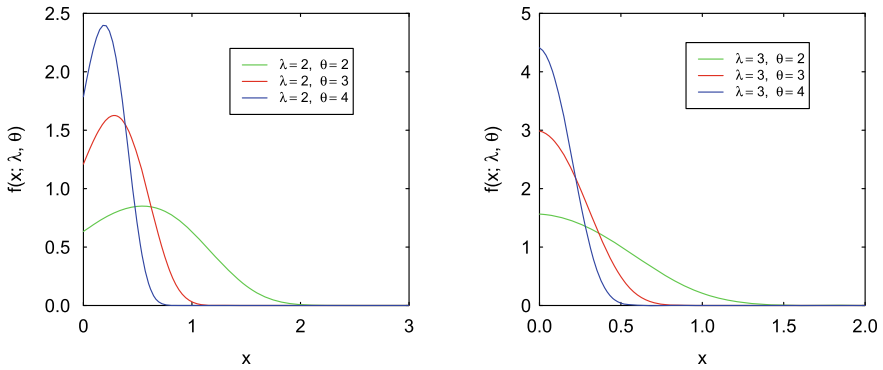 2.5
2.0
1.5
1.0
0.5
0.0
f(x; λ, θ)
λ = 2, θ = 2
λ = 2, θ = 3
λ = 2, θ = 4
0 1 2 3
x
5
4
3
2
1
0
f(x; λ, θ)
λ = 3, θ = 2
λ = 3, θ = 3
λ = 3, θ = 4
0.0 0.5 1.0 1.5 2.0
x